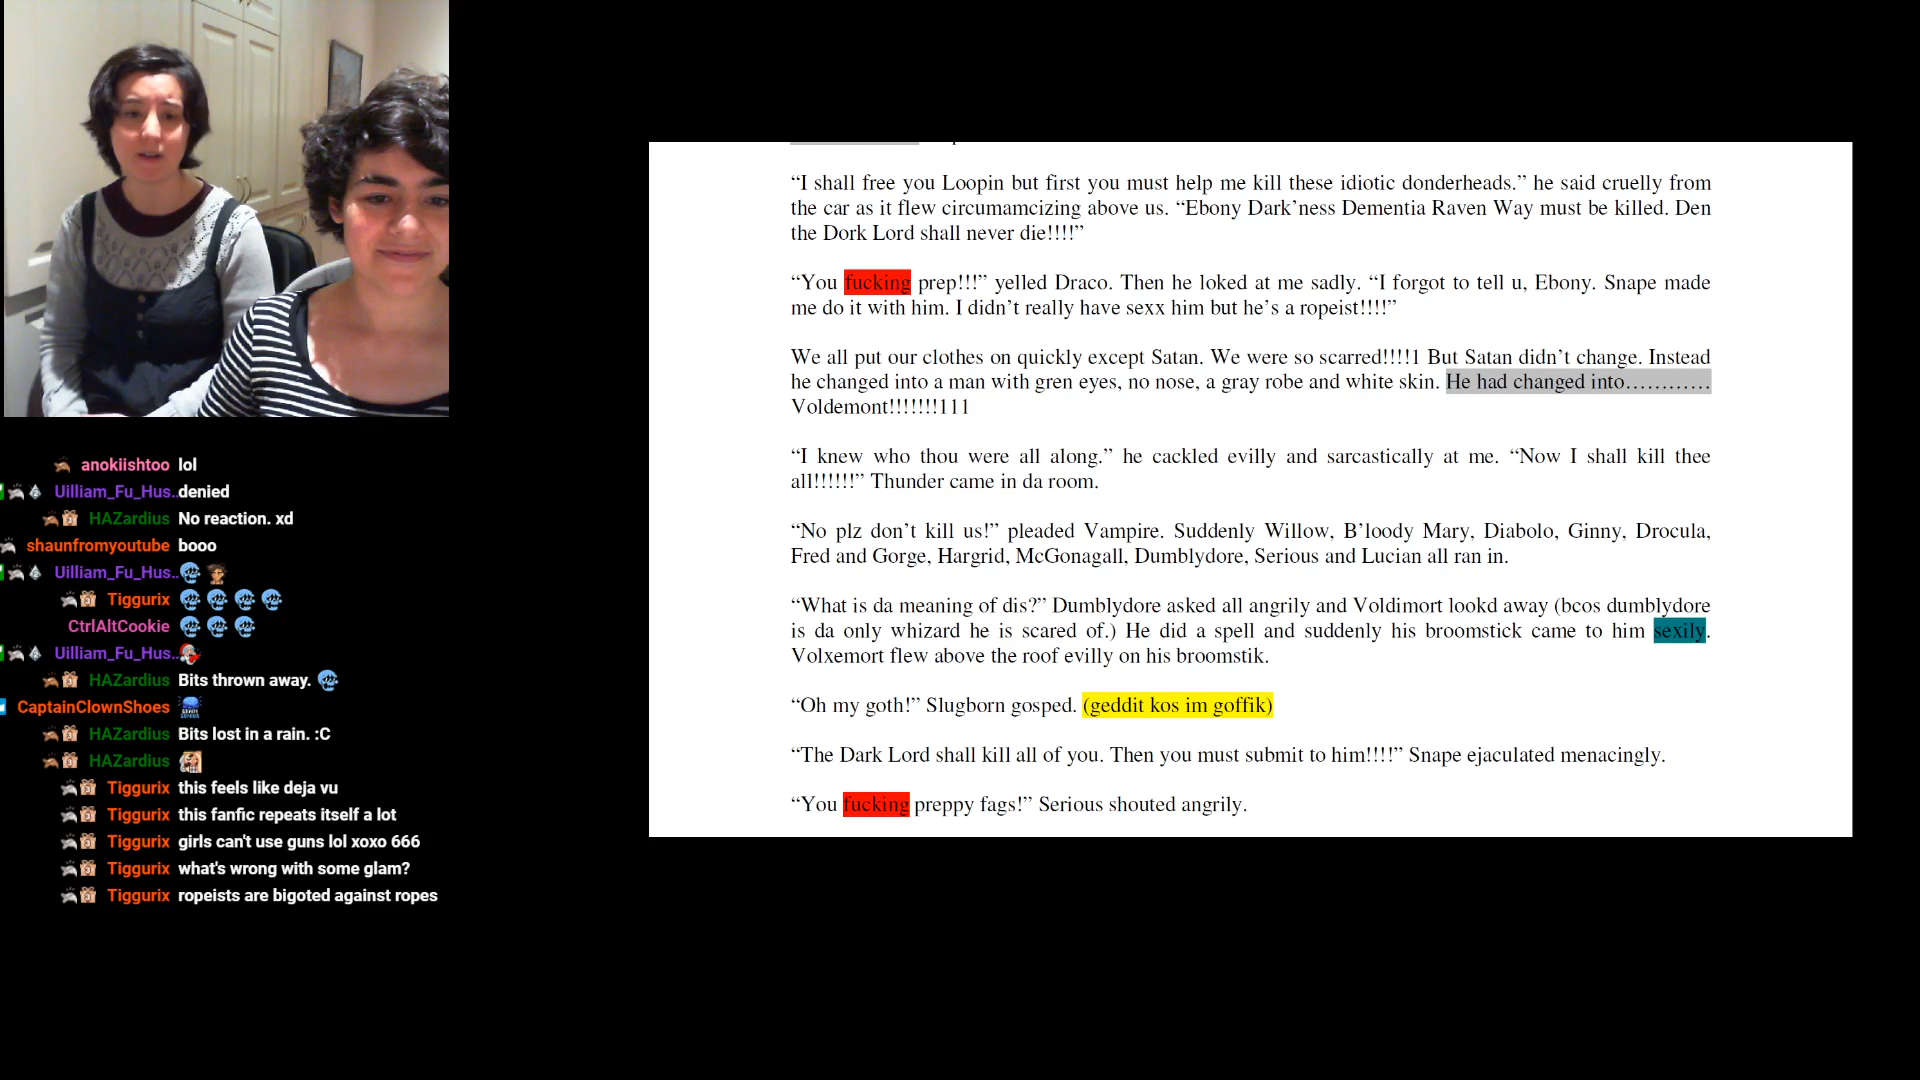 “I shall free you Loopin but first you must help me kill these idiotic donderheads.” he said cruelly from
the car as it flew circumamcizing above us. “Ebony Dark’ness Dementia Raven Way must be killed. Den
the Dork Lord shall never die!!!!”
“You fucking prep!!!” yelled Draco. Then he loked at me sadly. “I forgot to tell u, Ebony. Snape made
me do it with him. I didn’t really have sexx him but he’s a ropeist!!!!”
We all put our clothes on quickly except Satan. We were so scarred!!!!1 But Satan didn’t change. Instead
he changed into a man with gren eyes, no nose, a gray robe and white skin. He had changed into…………
Voldemont!!!!!!!111
“I knew who thou were all along.” he cackled evilly and sarcastically at me. “Now I shall kill thee
all!!!!!!” Thunder came in da room.
“No plz don’t kill us!” pleaded Vampire. Suddenly Willow, B’loody Mary, Diabolo, Ginny, Drocula,
Fred and Gorge, Hargrid, McGonagall, Dumblydore, Serious and Lucian all ran in.
“What is da meaning of dis?” Dumblydore asked all angrily and Voldimort lookd away (bcos dumblydore
is da only whizard he is scared of.) He did a spell and suddenly his broomstick came to him sexily.
Volxemort flew above the roof evilly on his broomstik.
“Oh my goth!” Slugborn gosped. (geddit kos im goffik)
“The Dark Lord shall kill all of you. Then you must submit to him!!!!” Snape ejaculated menacingly.
“You fucking preppy fags!” Serious shouted angrily.
anokiishtoo lol
Uilliam_Fu_Hus.. denied
HAZardius No reaction. xd
shaunfromyoutube booo
Uilliam_Fu_Hus..
Tiggurix
CtrlAltCookie
Uilliam_Fu_Hus..
HAZardius Bits thrown away.
CaptainClownShoes
HAZardius Bits lost in a rain. :C
HAZardius
Tiggurix this feels like deja vu
Tiggurix this fanfic repeats itself a lot
Tiggurix girls can't use guns lol xoxo 666
Tiggurix what's wrong with some glam?
Tiggurix ropeists are bigoted against ropes